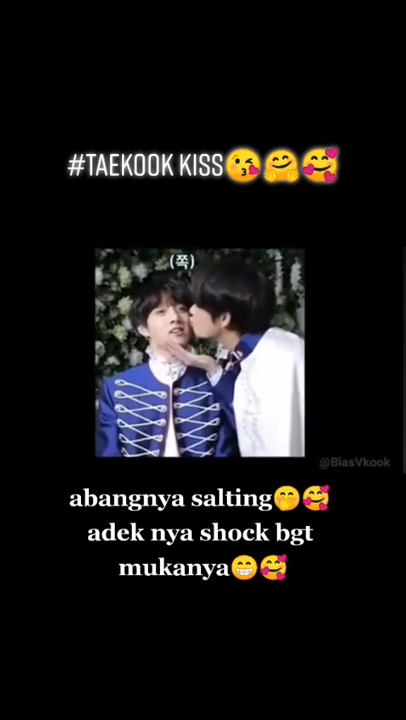 #TAEKOOK KISS😘🤗🥰
(쪽)
@BiasVkook
abangnya salting🤭🥰
adek nya shock bgt
mukanya😁🥰